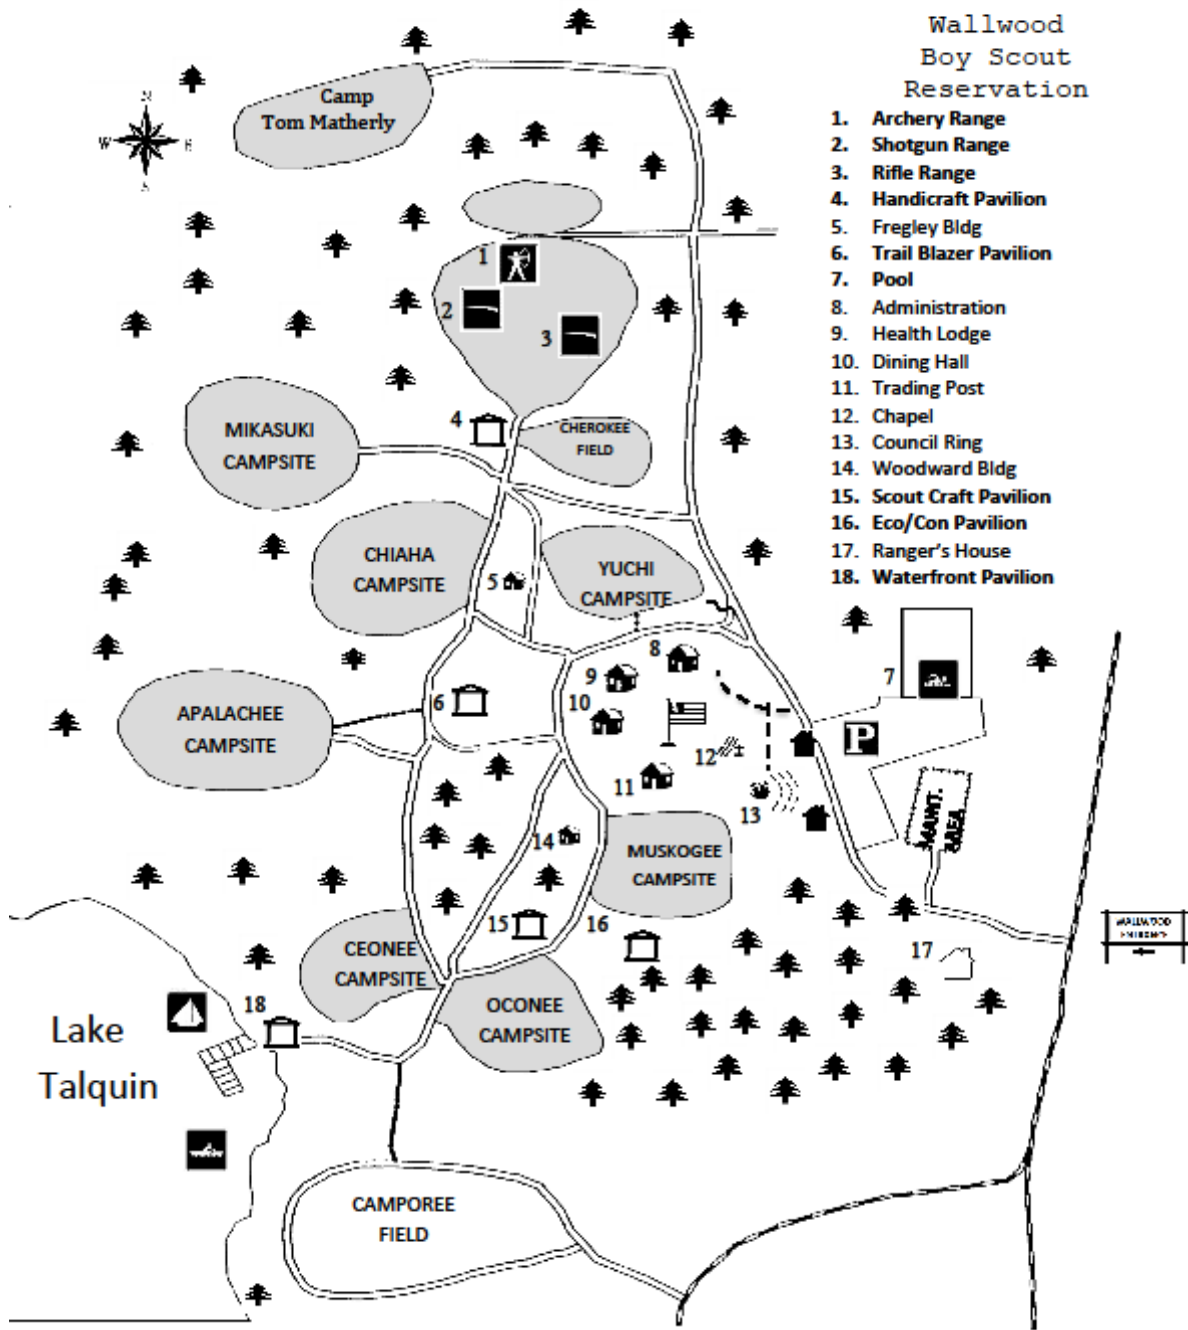 Wallwood
Boy Scout
Reservation
1. Archery Range
2. Shotgun Range
3. Rifle Range
4. Handicraft Pavilion
5. Fregley Bldg
6. Trail Blazer Pavilion
7. Pool
8. Administration
9. Health Lodge
10. Dining Hall
11. Trading Post
12. Chapel
13. Council Ring
14. Woodward Bldg
15. Scout Craft Pavilion
16. Eco/Con Pavilion
17. Ranger's House
18. Waterfront Pavilion
N
W
E
S
Camp
Tom Matherly
1
2
3
4
CHEROKEE
FIELD
MIKASUKI
CAMPSITE
CHIAHA
CAMPSITE
5
YUCHI
CAMPSITE
6
APALACHEE
CAMPSITE
7
8
9
10
11
12
13
P
MAINT.
AREA
14
MUSKOGEE
CAMPSITE
15
16
17
WALLWOOD
ENTRANCE
CEONEE
CAMPSITE
OCONEE
CAMPSITE
18
Lake
Talquin
CAMPOREE
FIELD